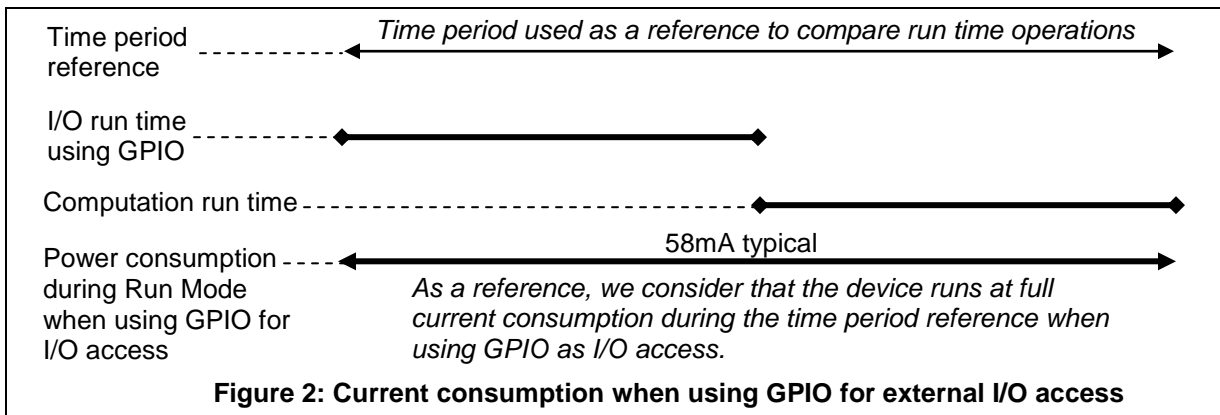 Time period
reference
Time period used as a reference to compare run time operations
I/O run time
using GPIO
Computation run time
Power consumption
during Run Mode
when using GPIO for
I/O access
58mA typical
As a reference, we consider that the device runs at full
current consumption during the time period reference when
using GPIO as I/O access.
Figure 2: Current consumption when using GPIO for external I/O access